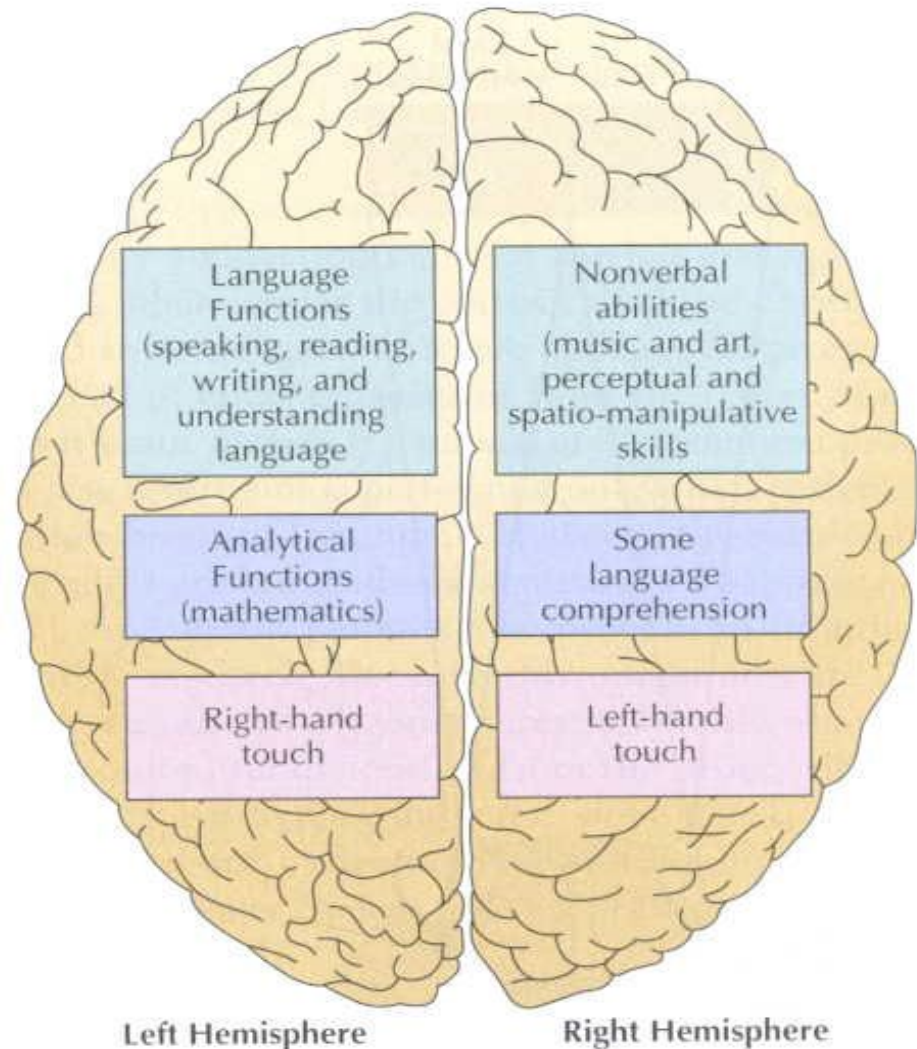 Language
Functions
(speaking, reading,
writing, and
understanding
language
Nonverbal
abilities
(music and art,
perceptual and
spatio-manipulative
skills
Analytical
Functions
(mathematics)
Some
language
comprehension
Right-hand
touch
Left-hand
touch
Left Hemisphere
Right Hemisphere